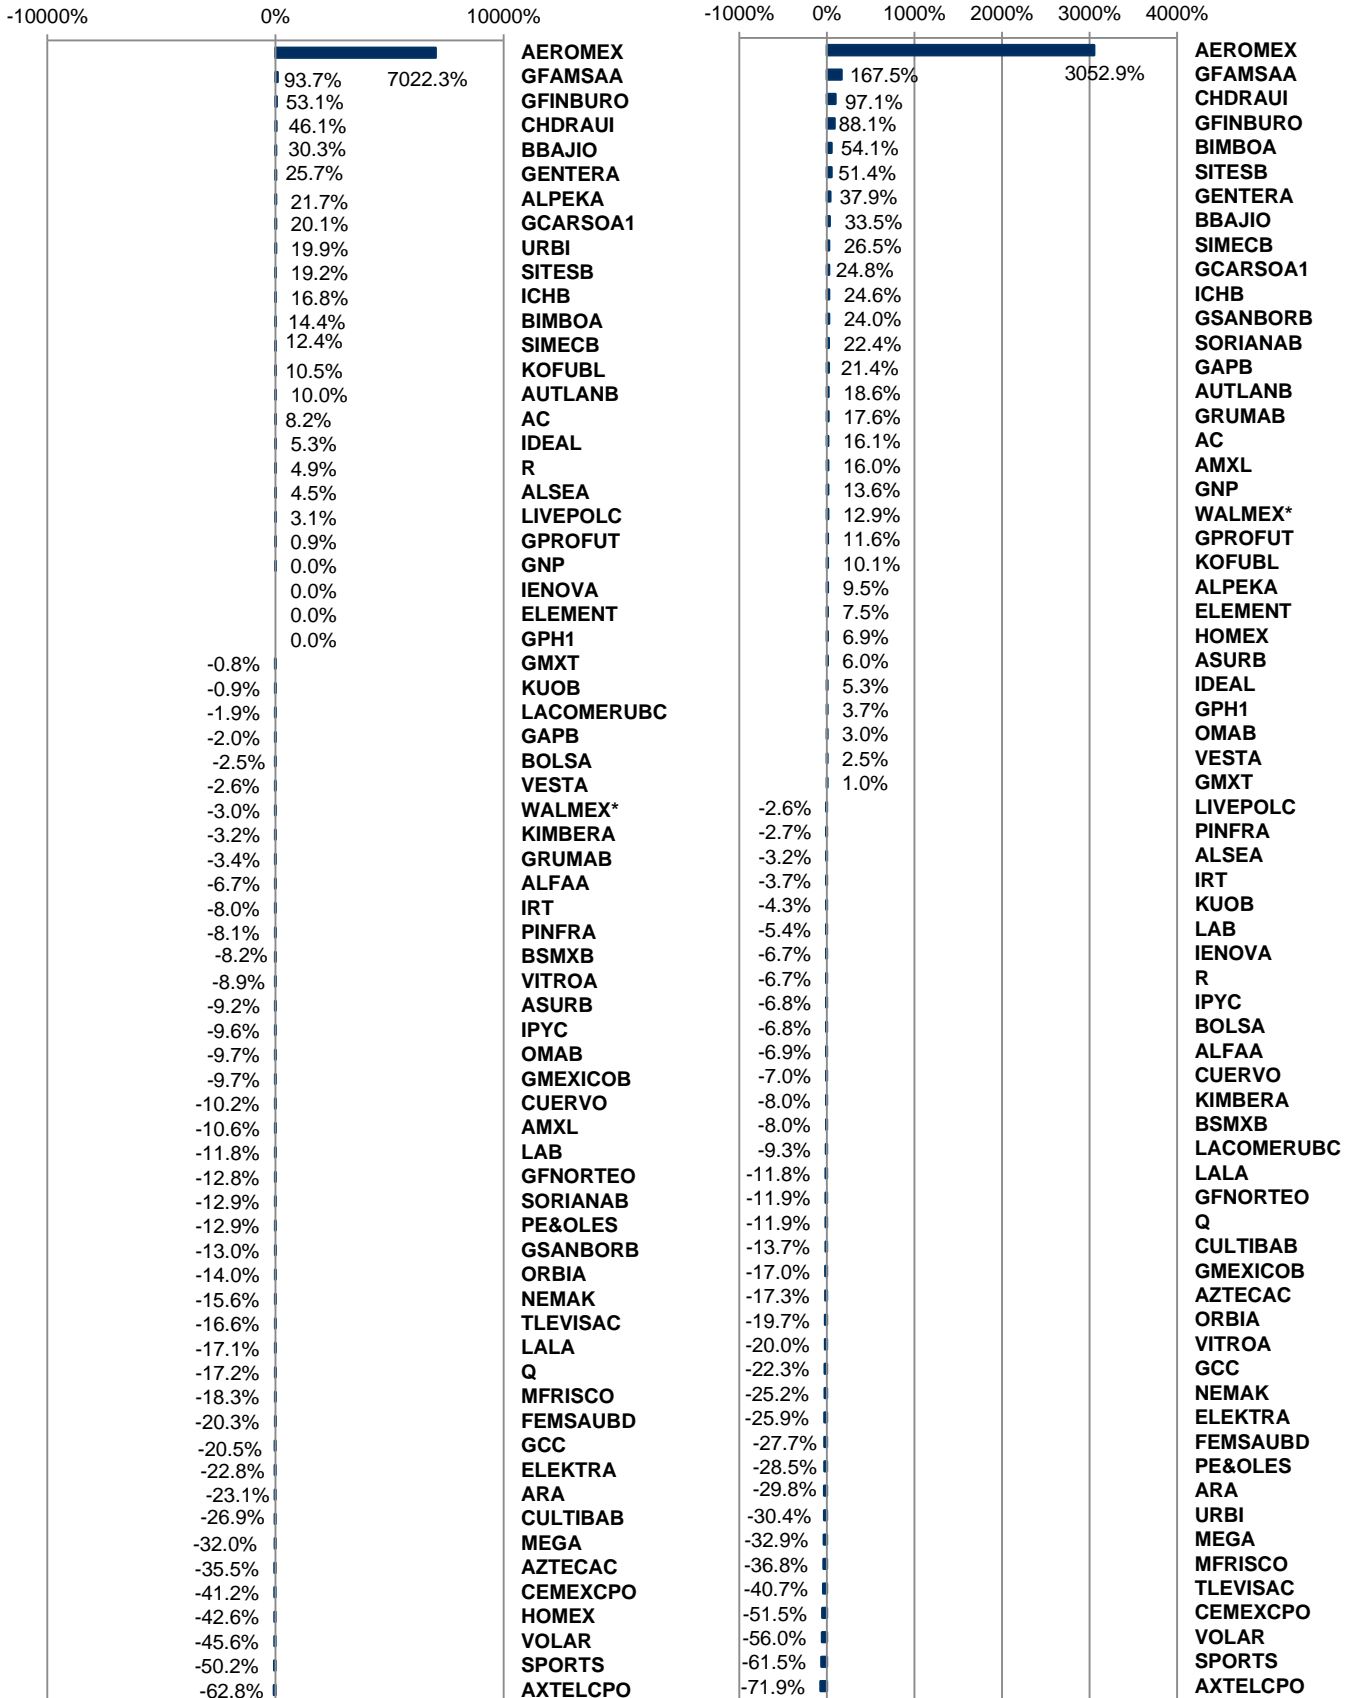 -10000% 0% 10000%
AEROMEX
93.7% 7022.3% GFAMSAA
53.1% GFINBURO
46.1% CHDRAUI
30.3% BBAJIO
25.7% GENTERA
21.7% ALPEKA
20.1% GCARSOA1
19.9% URBI
19.2% SITESB
16.8% ICHB
14.4% BIMBOA
12.4% SIMECB
10.5% KOFUBL
10.0% AUTLANB
8.2% AC
5.3% IDEAL
4.9% R
4.5% ALSEA
3.1% LIVEPOLC
0.9% GPROFUT
0.0% GNP
0.0% IENOVA
0.0% ELEMENT
0.0% GPH1
-0.8% GMXT
-0.9% KUOB
-1.9% LACOMERUBC
-2.0% GAPB
-2.5% BOLSA
-2.6% VESTA
-3.0% WALMEX*
-3.2% KIMBERA
-3.4% GRUMAB
-6.7% ALFAA
-8.0% IRT
-8.1% PINFRA
-8.2% BSMXB
-8.9% VITROA
-9.2% ASURB
-9.6% IPYC
-9.7% OMAB
-9.7% GMEXICOB
-10.2% CUERVO
-10.6% AMXL
-11.8% LAB
-12.8% GFNORTEO
-12.9% SORIANAB
-12.9% PE&OLES
-13.0% GSANBORB
-14.0% ORBIA
-15.6% NEMAK
-16.6% TLEVISAC
-17.1% LALA
-17.2% Q
-18.3% MFRISCO
-20.3% FEMSAUBD
-20.5% GCC
-22.8% ELEKTRA
-23.1% ARA
-26.9% CULTIBAB
-32.0% MEGA
-35.5% AZTECAC
-41.2% CEMEXCPO
-42.6% HOMEX
-45.6% VOLAR
-50.2% SPORTS
-62.8% AXTELCPO
-1000% 0% 1000% 2000% 3000% 4000%
AEROMEX
167.5% 3052.9% GFAMSAA
97.1% CHDRAUI
88.1% GFINBURO
54.1% BIMBOA
51.4% SITESB
37.9% GENTERA
33.5% BBAJIO
26.5% SIMECB
24.8% GCARSOA1
24.6% ICHB
24.0% GSANBORB
22.4% SORIANAB
21.4% GAPB
18.6% AUTLANB
17.6% GRUMAB
16.1% AC
16.0% AMXL
13.6% GNP
12.9% WALMEX*
11.6% GPROFUT
10.1% KOFUBL
9.5% ALPEKA
7.5% ELEMENT
6.9% HOMEX
6.0% ASURB
5.3% IDEAL
3.7% GPH1
3.0% OMAB
2.5% VESTA
1.0% GMXT
-2.6% LIVEPOLC
-2.7% PINFRA
-3.2% ALSEA
-3.7% IRT
-4.3% KUOB
-5.4% LAB
-6.7% IENOVA
-6.7% R
-6.8% IPYC
-6.8% BOLSA
-6.9% ALFAA
-7.0% CUERVO
-8.0% KIMBERA
-8.0% BSMXB
-9.3% LACOMERUBC
-11.8% LALA
-11.9% GFNORTEO
-11.9% Q
-13.7% CULTIBAB
-17.0% GMEXICOB
-17.3% AZTECAC
-19.7% ORBIA
-20.0% VITROA
-22.3% GCC
-25.2% NEMAK
-25.9% ELEKTRA
-27.7% FEMSAUBD
-28.5% PE&OLES
-29.8% ARA
-30.4% URBI
-32.9% MEGA
-36.8% MFRISCO
-40.7% TLEVISAC
-51.5% CEMEXCPO
-56.0% VOLAR
-61.5% SPORTS
-71.9% AXTELCPO